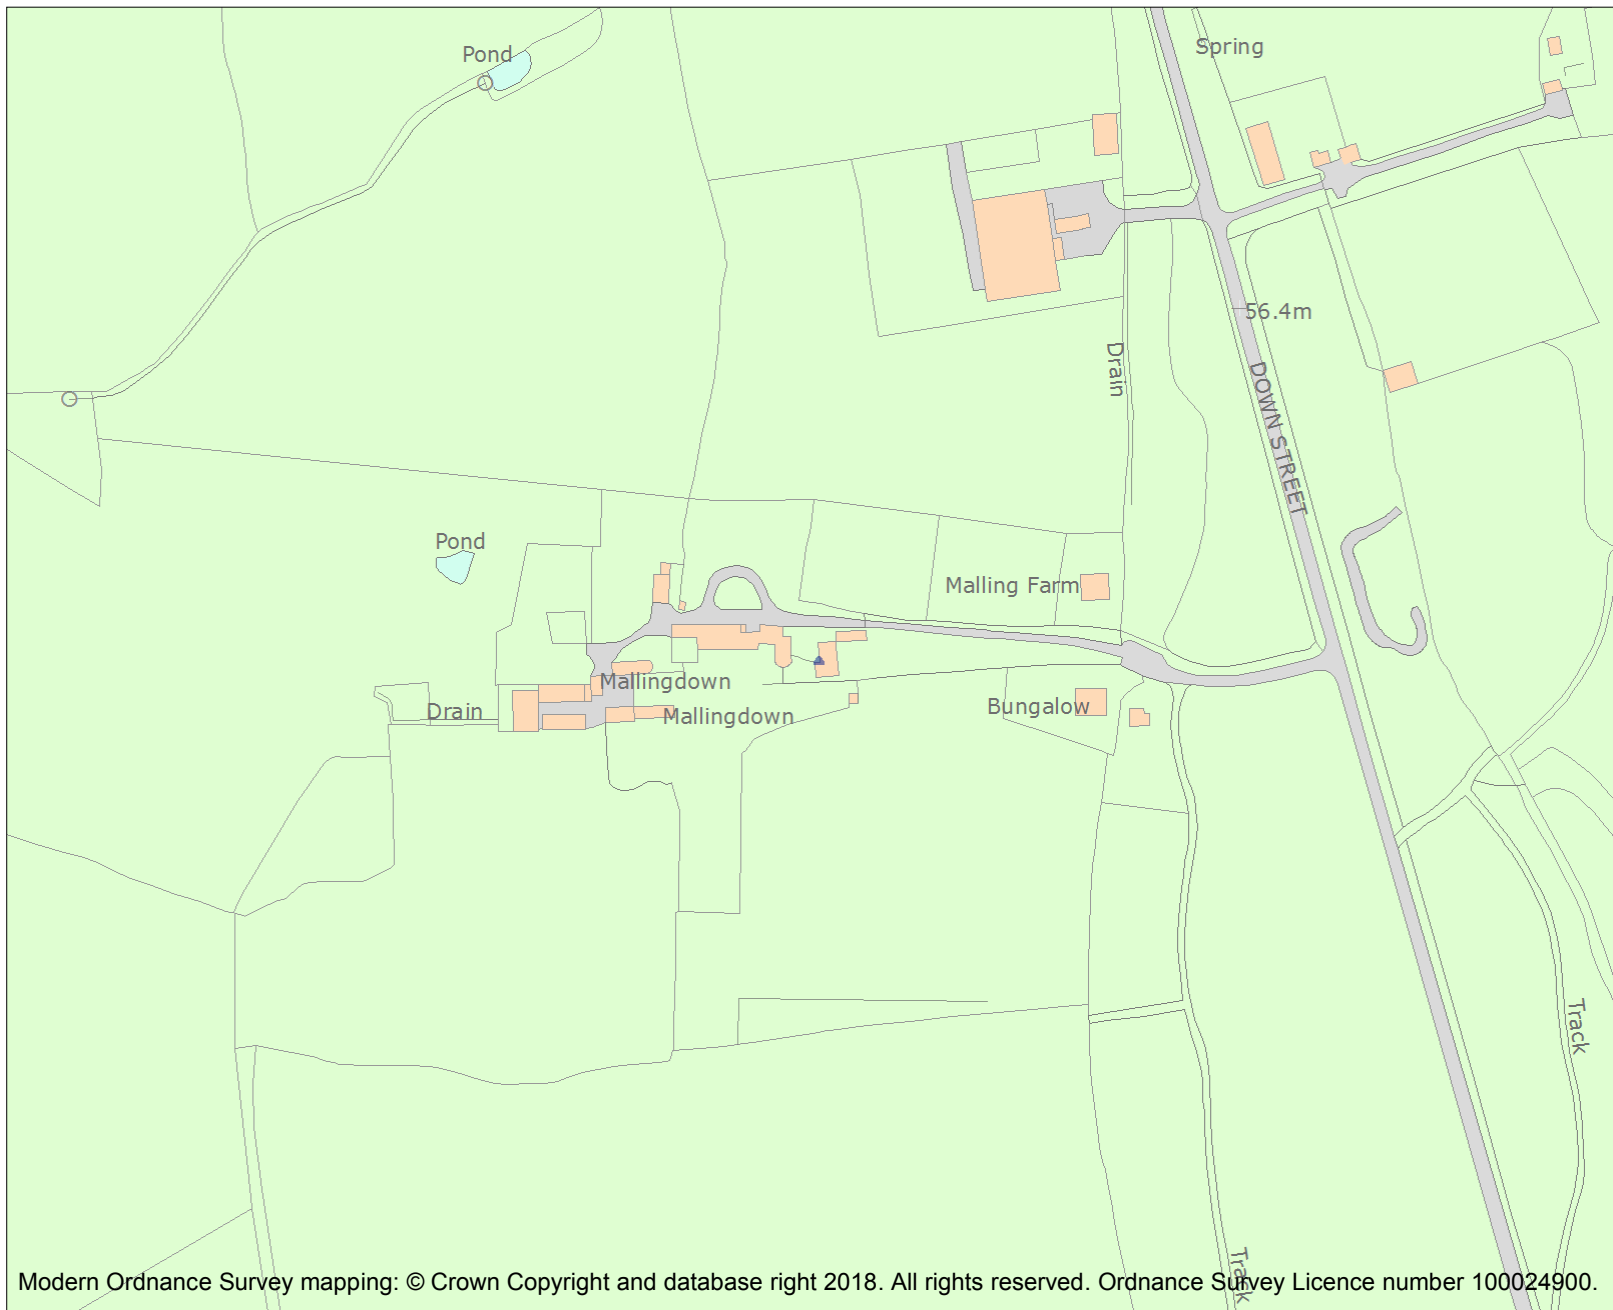 Spring
Pond
56.4m
Drain
DOWN STREET
Pond
Malling Farm
Mallingdown
Bungalow
Drain
Mallingdown
Track
Track
Modern Ordnance Survey mapping: © Crown Copyright and database right 2018. All rights reserved. Ordnance Survey Licence number 100024900.